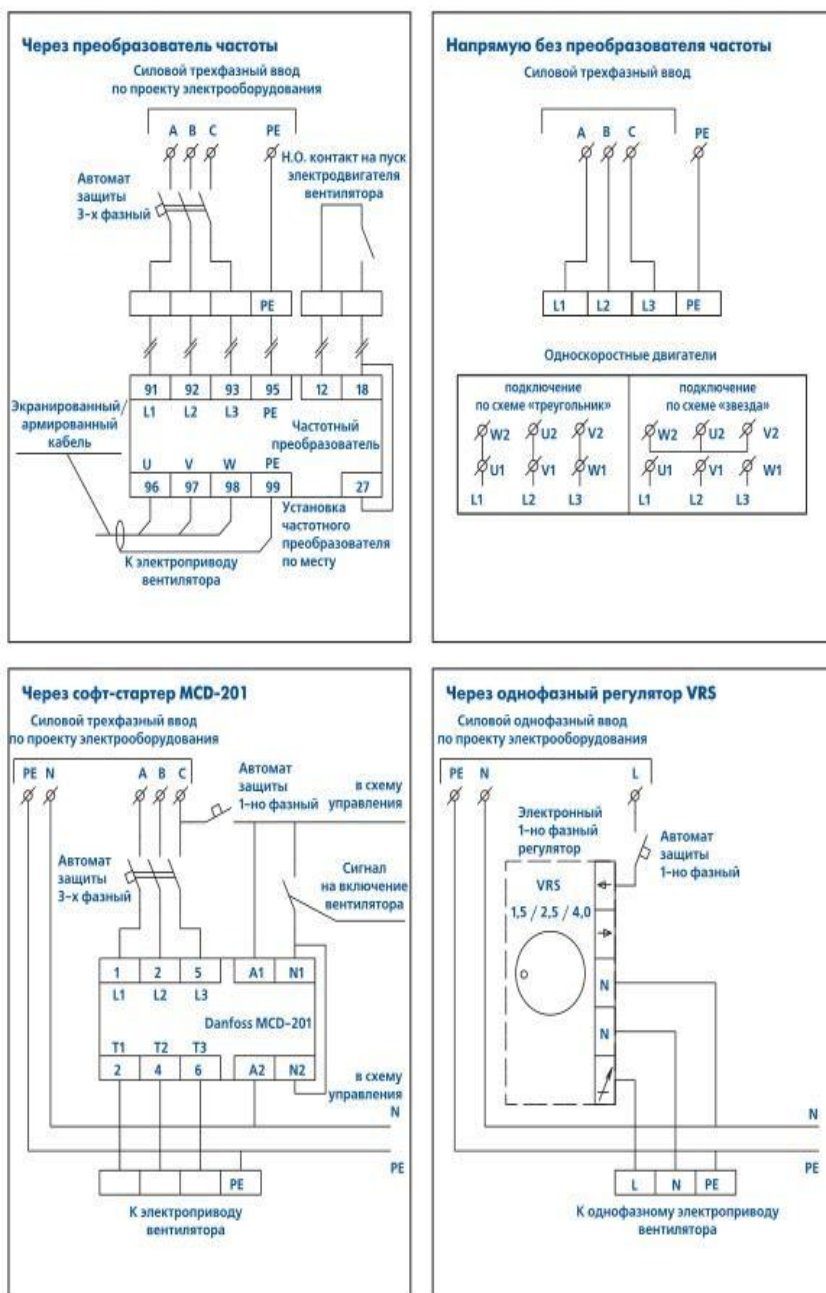 Через преобразователь частоты
Силовой трехфазный ввод
по проекту электрооборудования
A B C PE
Н.О. контакт на пуск
электродвигателя
вентилятора
Автомат
защиты
3-х фазный
PE
91 92 93 95 12 18
L1 L2 L3 PE
Экранированный/
армированный
кабель
Частотный
преобразователь
U V W PE
96 97 98 99 27
Установка
частотного
преобразователя
по месту
К электроприводу
вентилятора
Напрямую без преобразователя частоты
Силовой трехфазный ввод
A B C PE
L1 L2 L3 PE
Односкоростные двигатели
подключение
по схеме «треугольник»
W2 U2 V2
U1 V1 W1
L1 L2 L3
подключение
по схеме «звезда»
W2 U2 V2
U1 V1 W1
L1 L2 L3
Через софт-стартер MCD-201
Силовой трехфазный ввод
по проекту электрооборудования
PE N A B C
Автомат
защиты
1-но фазный
в схему
управления
Автомат
защиты
3-х фазный
Сигнал
на включение
вентилятора
1 2 5 A1 N1
L1 L2 L3
Danfoss MCD-201
T1 T2 T3
2 4 6 A2 N2
в схему
управления
N
PE
PE
К электроприводу
вентилятора
Через однофазный регулятор VRS
Силовой однофазный ввод
по проекту электрооборудования
PE N L
Электронный
1-но фазный
регулятор
Автомат
защиты
1-но фазный
VRS
1,5 / 2,5 / 4,0
N
N
N
PE
L N PE
К однофазному электроприводу
вентилятора